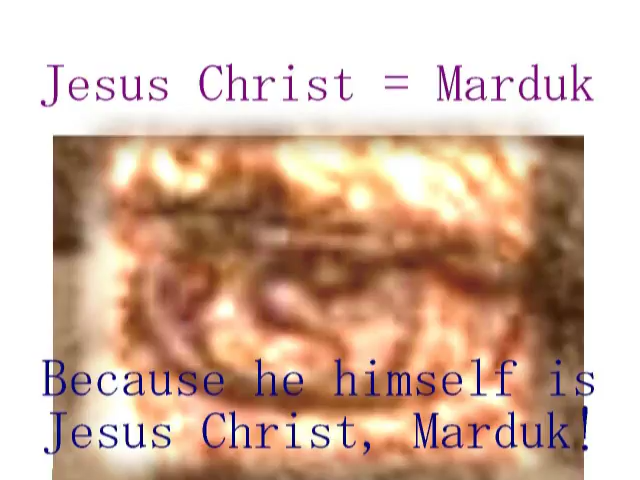 Jesus Christ = Marduk
Because he himself is
Jesus Christ, Marduk!